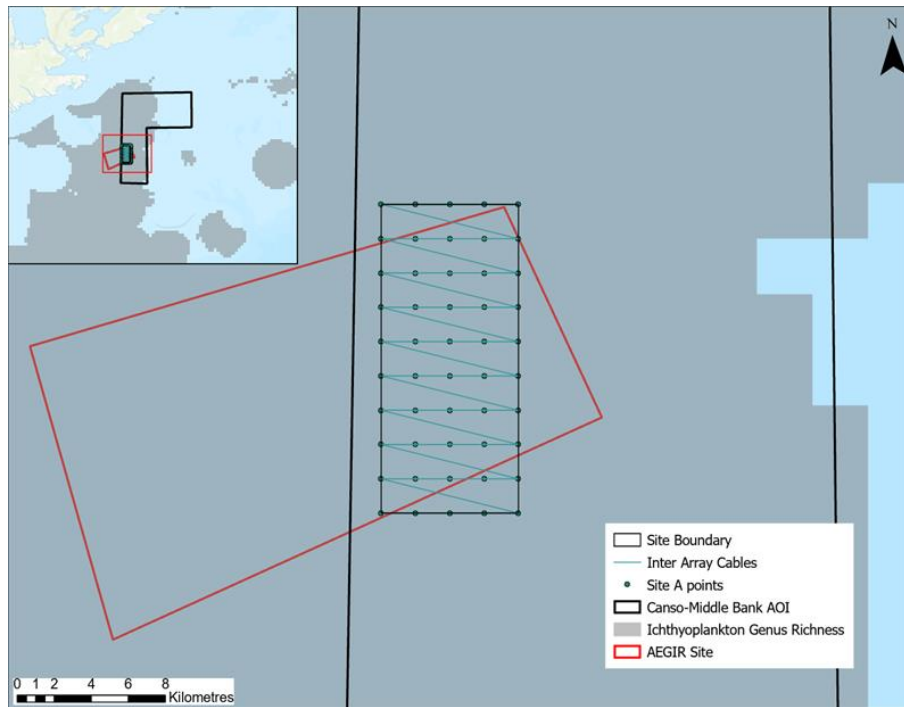 N
Site Boundary
Inter Array Cables
Site A points
Canso-Middle Bank AOI
Ichthyoplankton Genus Richness
AEGIR Site
0 1 2 4 6 8
Kilometres